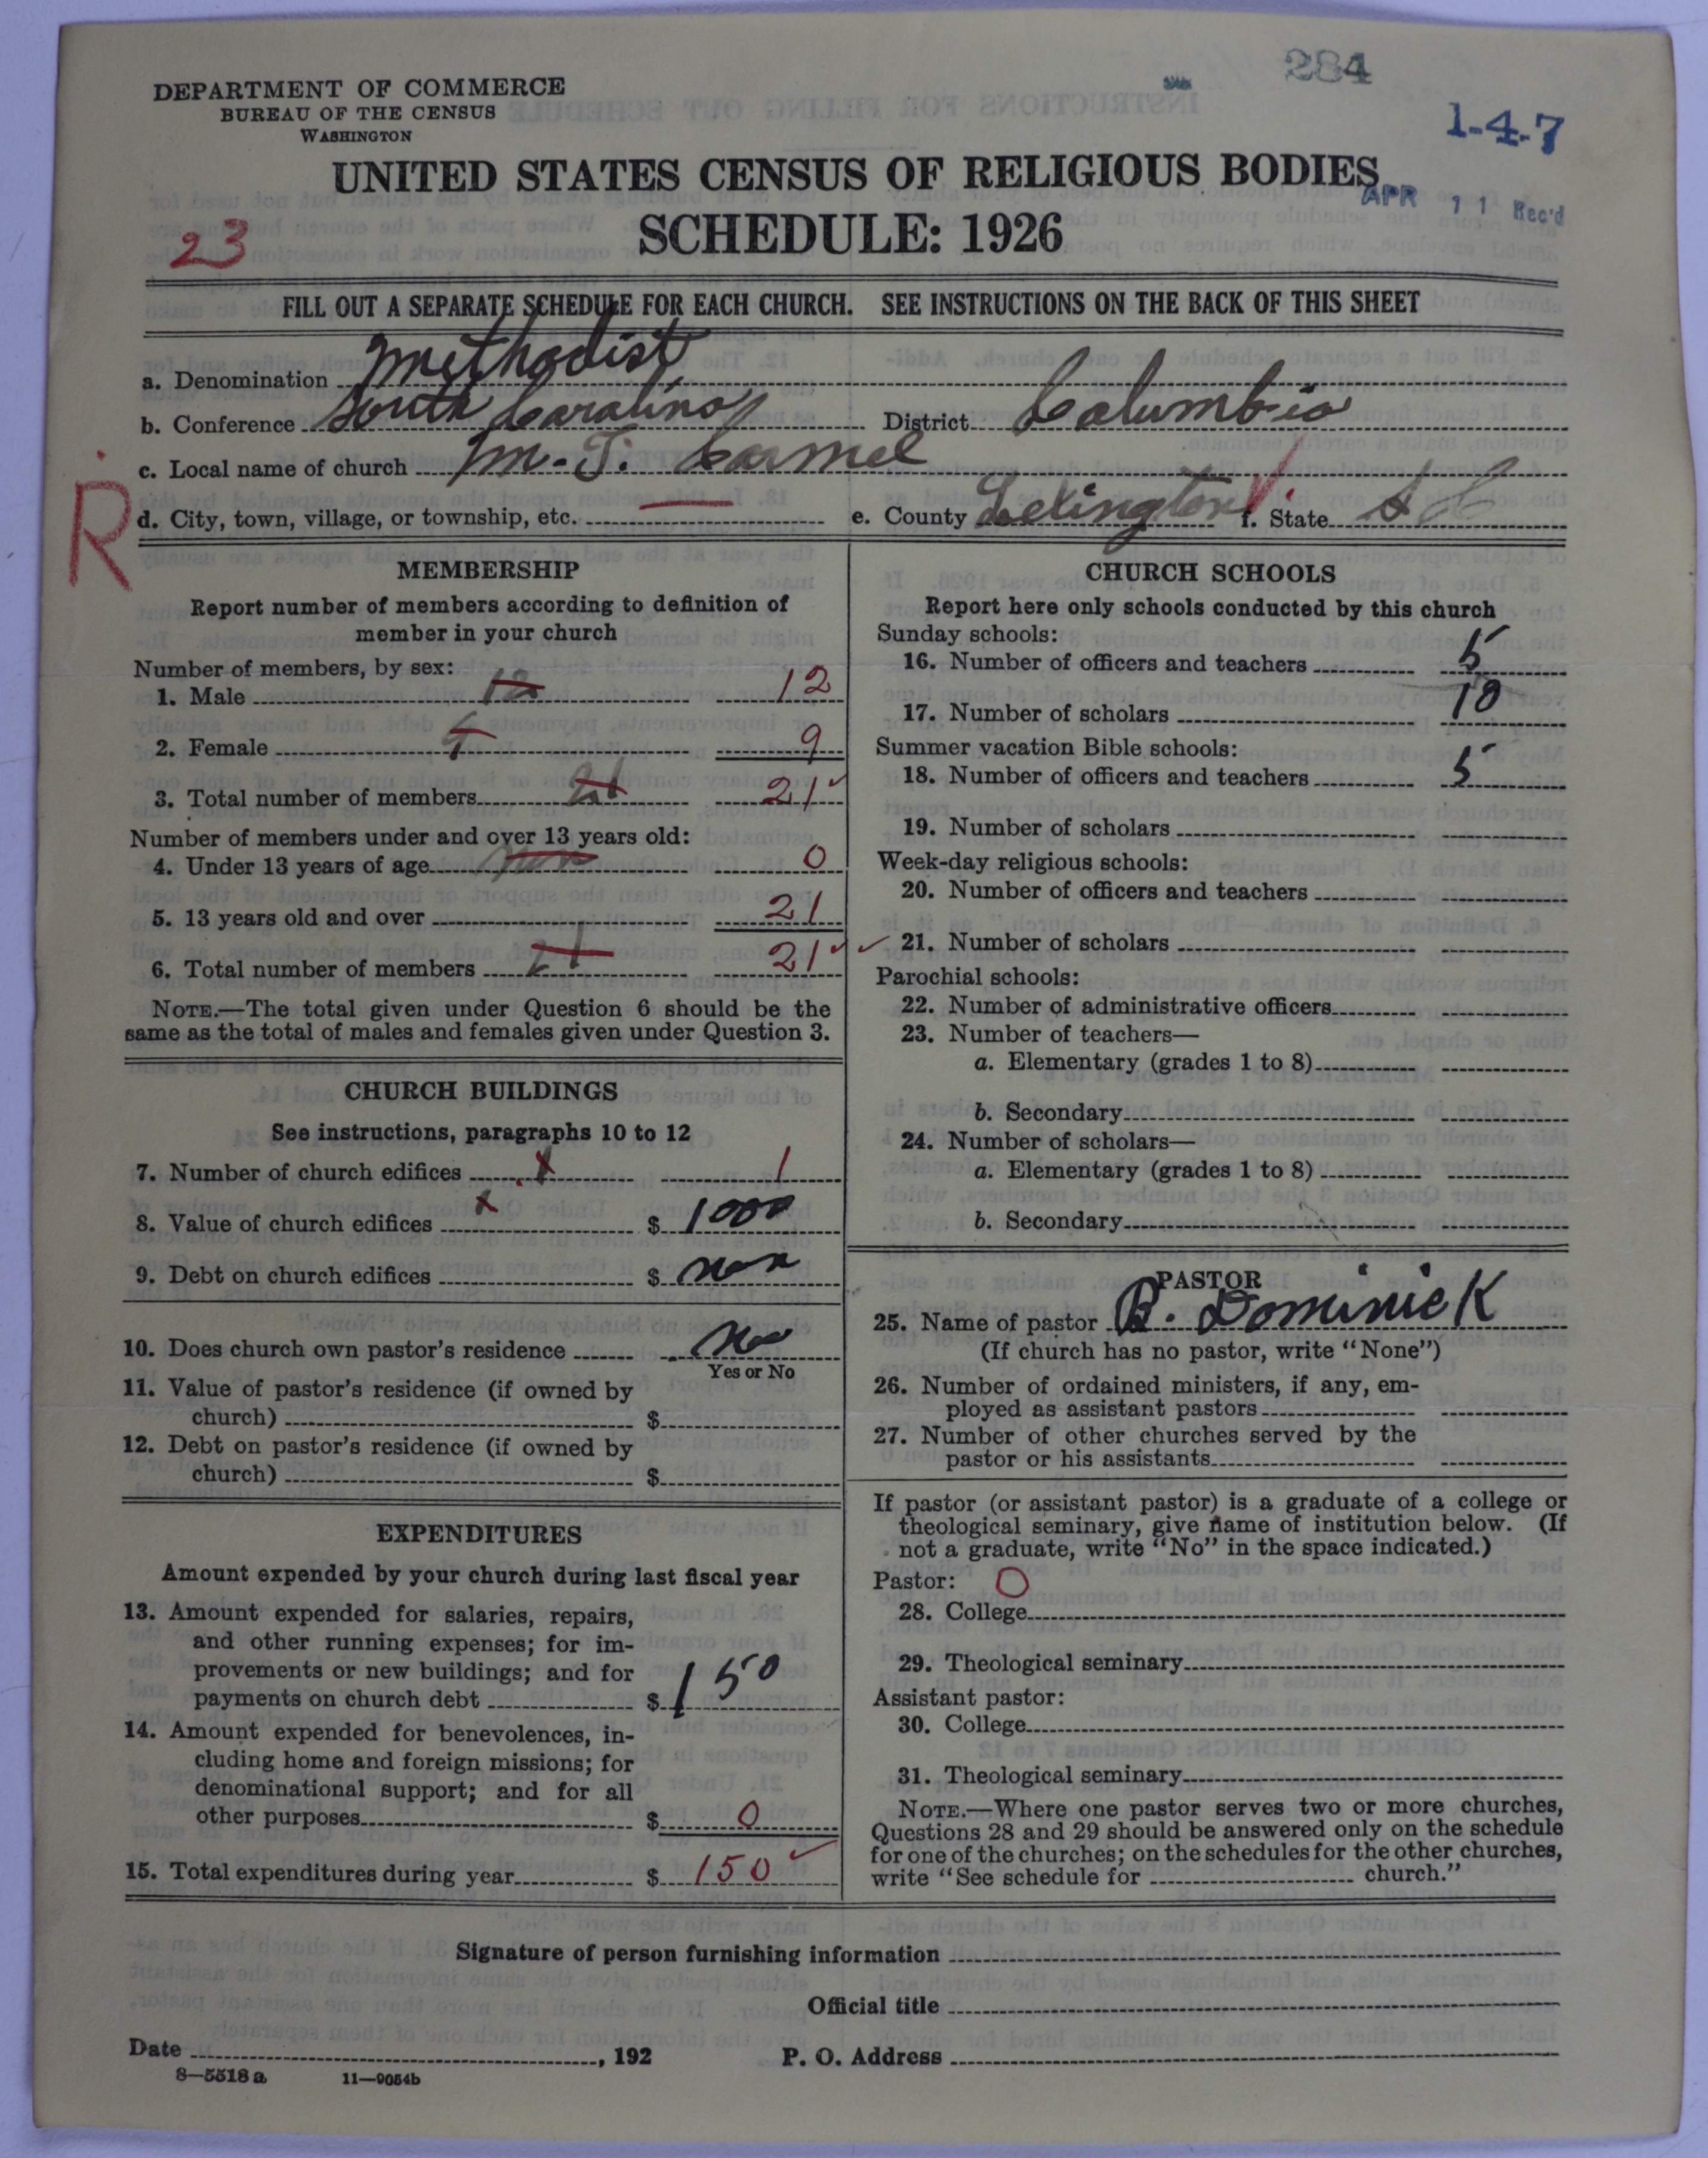 284
1-4-7
DEPARTMENT OF COMMERCE
BUREAU OF THE CENSUS
WASHINGTON
UNITED STATES CENSUS OF RELIGIOUS BODIES
APR 11 Rec'd
SCHEDULE: 1926
23
FILL OUT A SEPARATE SCHEDULE FOR EACH CHURCH. SEE INSTRUCTIONS ON THE BACK OF THIS SHEET
a. Denomination Methodist
b. Conference South Carolina District Columbia
c. Local name of church M.T. Carmel
R
d. City, town, village, or township, etc. — e. County Lexington f. State S C
MEMBERSHIP
Report number of members according to definition of
member in your church
Number of members, by sex:
1. Male 12 12
2. Female 9
3. Total number of members 21 21
Number of members under and over 13 years old:
4. Under 13 years of age 0
5. 13 years old and over 21
6. Total number of members 21 21
NOTE.—The total given under Question 6 should be the
same as the total of males and females given under Question 3.
CHURCH BUILDINGS
See instructions, paragraphs 10 to 12
7. Number of church edifices 1 1
8. Value of church edifices x $ 1000
9. Debt on church edifices $ non
10. Does church own pastor's residence No
Yes or No
11. Value of pastor's residence (if owned by
church) $
12. Debt on pastor's residence (if owned by
church) $
EXPENDITURES
Amount expended by your church during last fiscal year
13. Amount expended for salaries, repairs,
and other running expenses; for im-
provements or new buildings; and for
payments on church debt $ 150
14. Amount expended for benevolences, in-
cluding home and foreign missions; for
denominational support; and for all
other purposes $ 0
15. Total expenditures during year $ 150
CHURCH SCHOOLS
Report here only schools conducted by this church
Sunday schools:
16. Number of officers and teachers 5
17. Number of scholars 10
Summer vacation Bible schools:
18. Number of officers and teachers 5
19. Number of scholars
Week-day religious schools:
20. Number of officers and teachers
21. Number of scholars
Parochial schools:
22. Number of administrative officers
23. Number of teachers—
a. Elementary (grades 1 to 8)
b. Secondary
24. Number of scholars—
a. Elementary (grades 1 to 8)
b. Secondary
PASTOR
25. Name of pastor B. Dominick
(If church has no pastor, write "None")
26. Number of ordained ministers, if any, em-
ployed as assistant pastors
27. Number of other churches served by the
pastor or his assistants
If pastor (or assistant pastor) is a graduate of a college or
theological seminary, give name of institution below. (If
not a graduate, write "No" in the space indicated.)
Pastor: O
28. College
29. Theological seminary
Assistant pastor:
30. College
31. Theological seminary
NOTE.—Where one pastor serves two or more churches,
Questions 28 and 29 should be answered only on the schedule
for one of the churches; on the schedules for the other churches,
write "See schedule for church."
Signature of person furnishing information
Official title
Date , 192 P. O. Address
8—5518 a 11—9054b